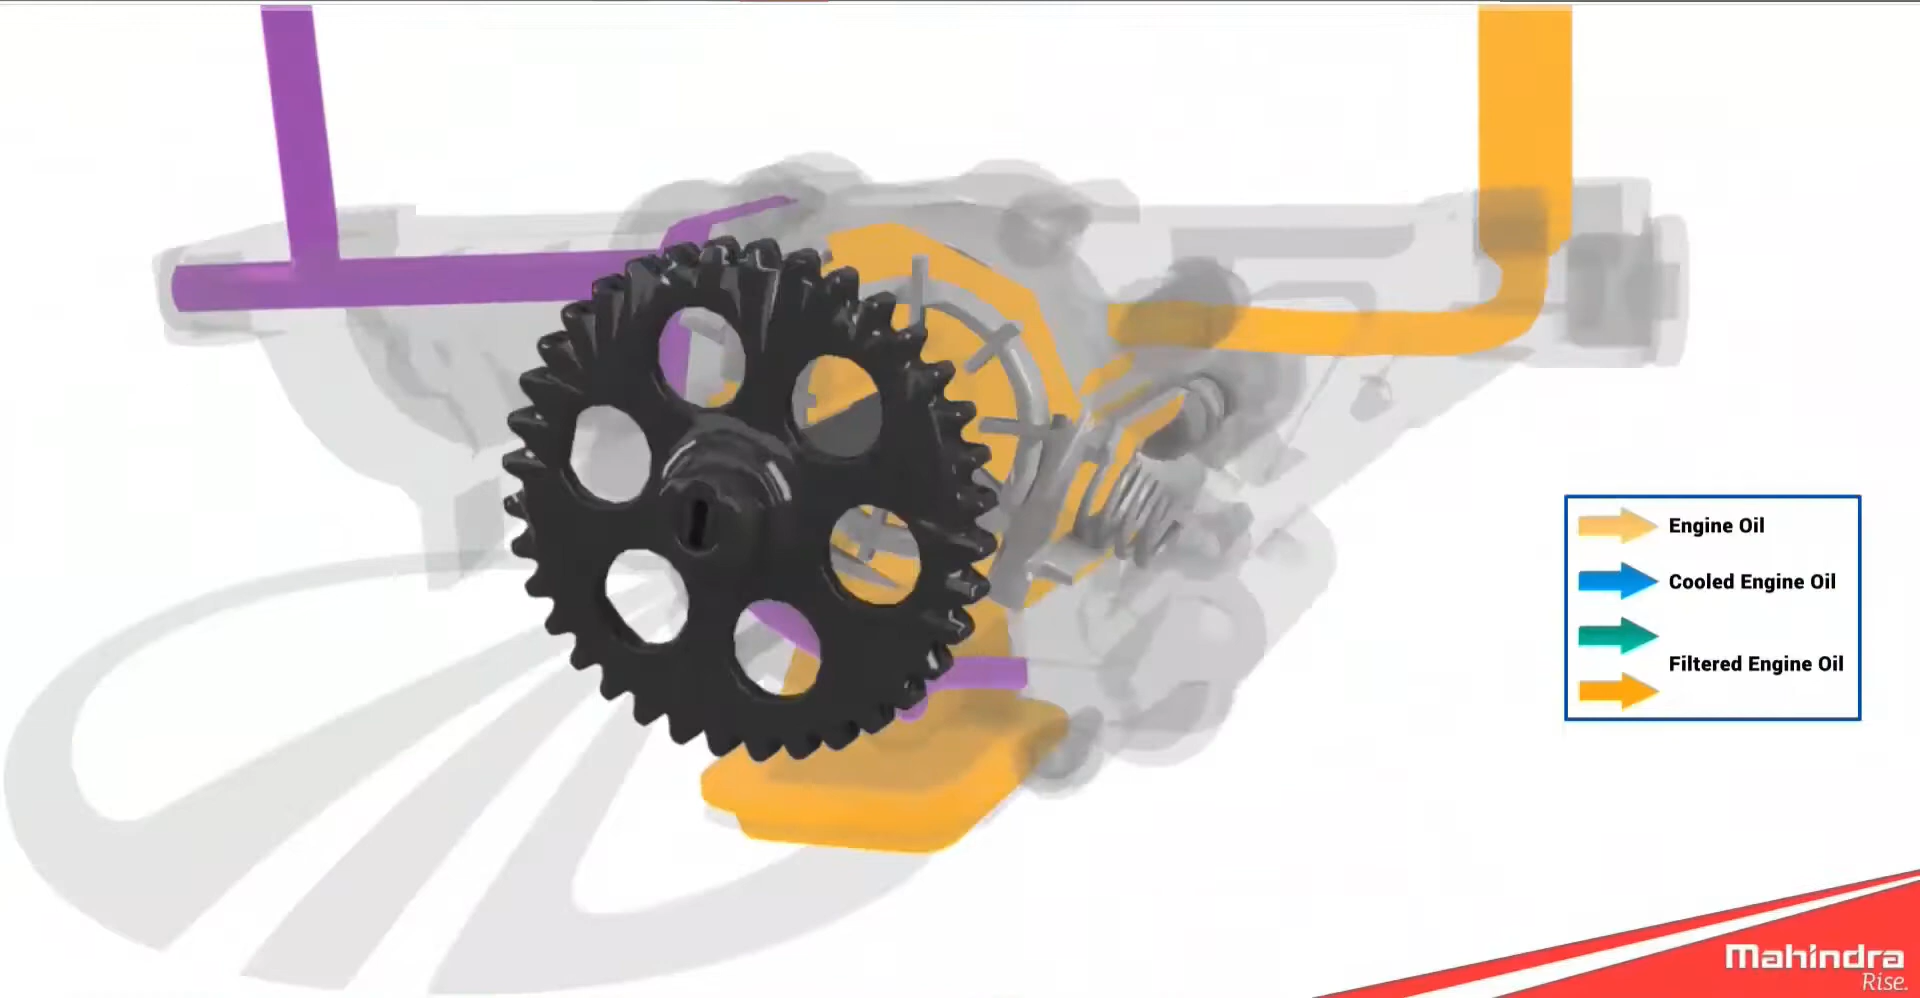 Engine Oil
Cooled Engine Oil
Filtered Engine Oil
Mahindra
Rise.